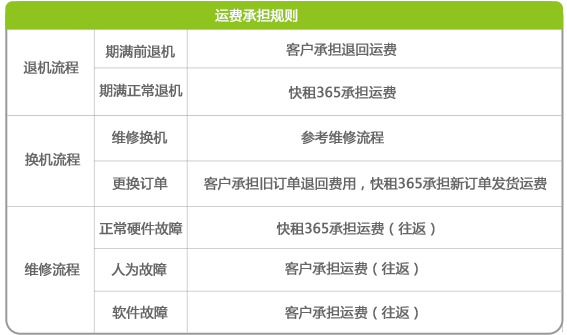 运费承担规则
退机流程
期满前退机
客户承担退回运费
期满正常退机
快租365承担运费
换机流程
维修换机
参考维修流程
更换订单
客户承担旧订单退回费用，快租365承担新订单发货运费
维修流程
正常硬件故障
快租365承担运费（往返）
人为故障
客户承担运费（往返）
软件故障
客户承担运费（往返）